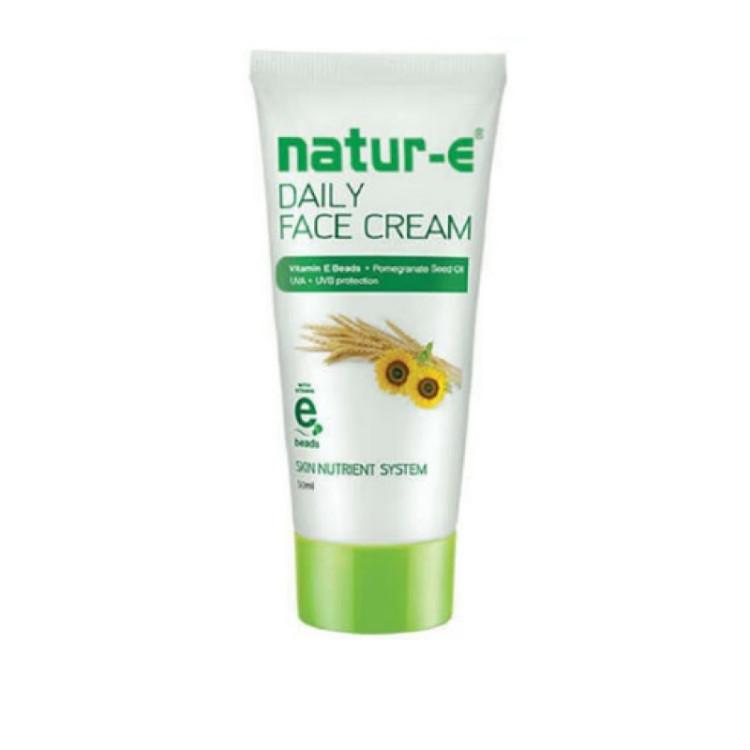 natur-e®
DAILY
FACE CREAM
Vitamin E Beads • Pomegranate Seed Oil
UVA + UVB protection
WITH
VITAMIN
e
beads
SKIN NUTRIENT SYSTEM
50ml